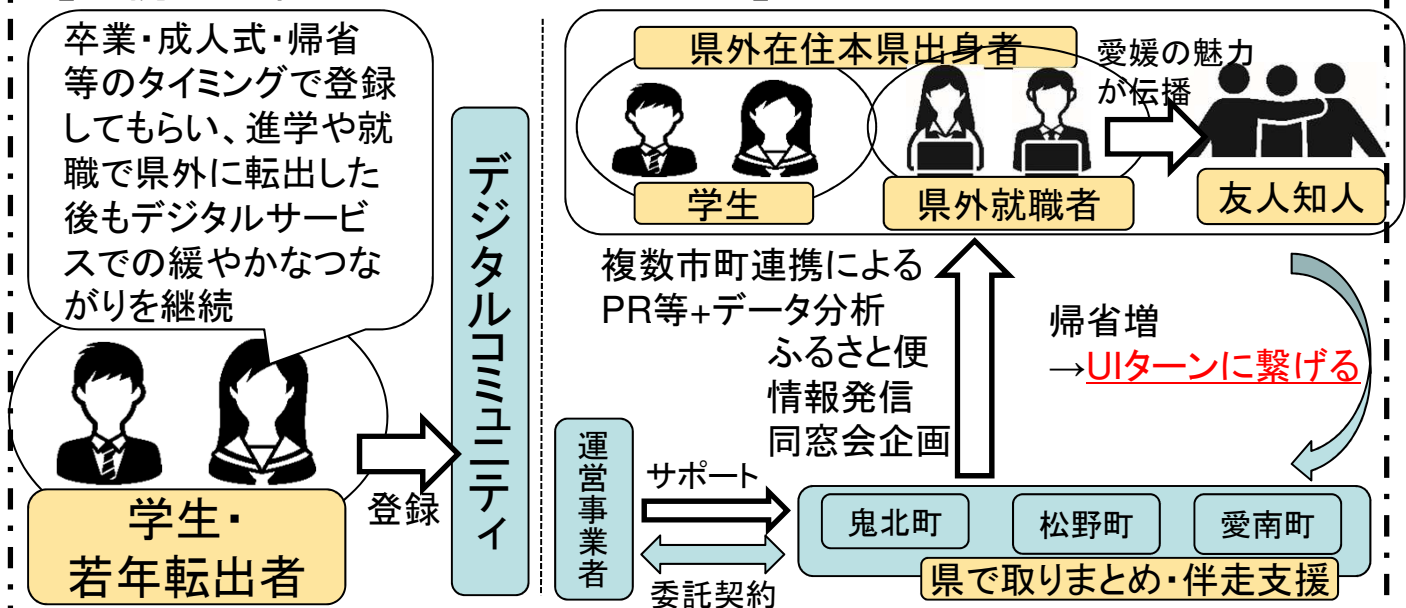 卒業・成人式・帰省
等のタイミングで登録
してもらい、進学や就
職で県外に転出した
後もデジタルサービ
スでの緩やかなつな
がりを継続
学生・
若年転出者
登録
デジタルコミュニティ
県外在住本県出身者
学生
県外就職者
愛媛の魅力
が伝播
友人知人
複数市町連携による
PR等+データ分析
ふるさと便
情報発信
同窓会企画
帰省増
→UIターンに繋げる
運営事業者
サポート
委託契約
鬼北町
松野町
愛南町
県で取りまとめ・伴走支援